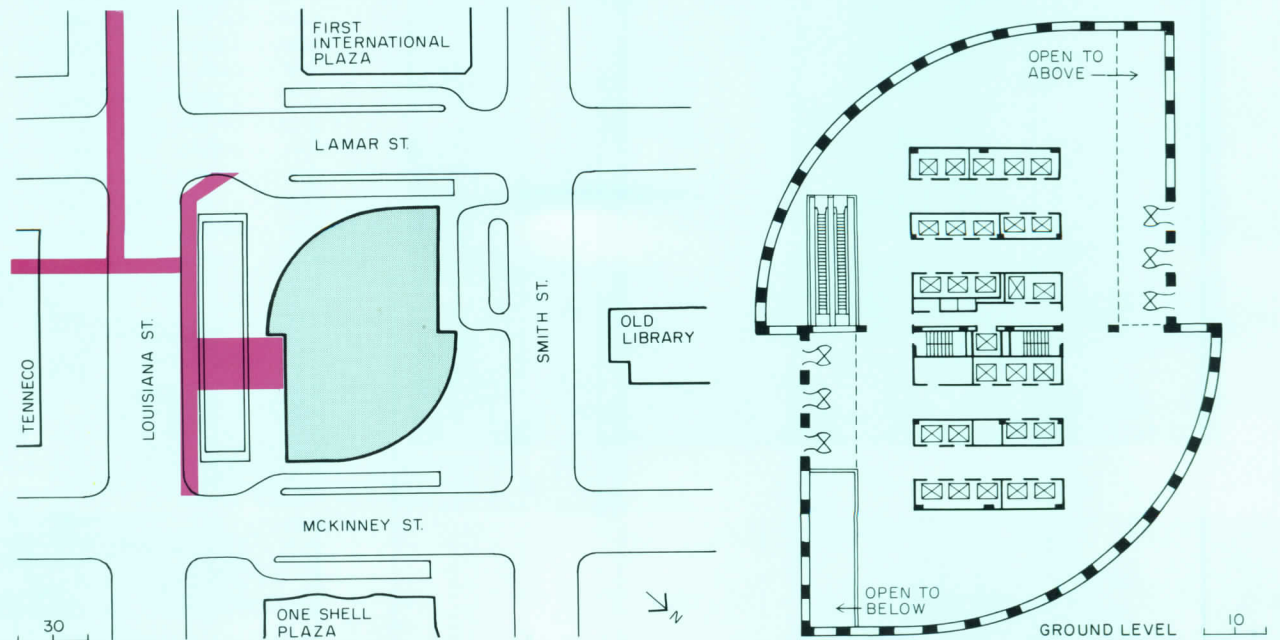 FIRST
INTERNATIONAL
PLAZA
LAMAR ST.
TENNECO
LOUISIANA ST.
SMITH ST.
OLD
LIBRARY
MCKINNEY ST.
ONE SHELL
PLAZA
30
N
OPEN TO
ABOVE
OPEN TO
BELOW
GROUND LEVEL
10